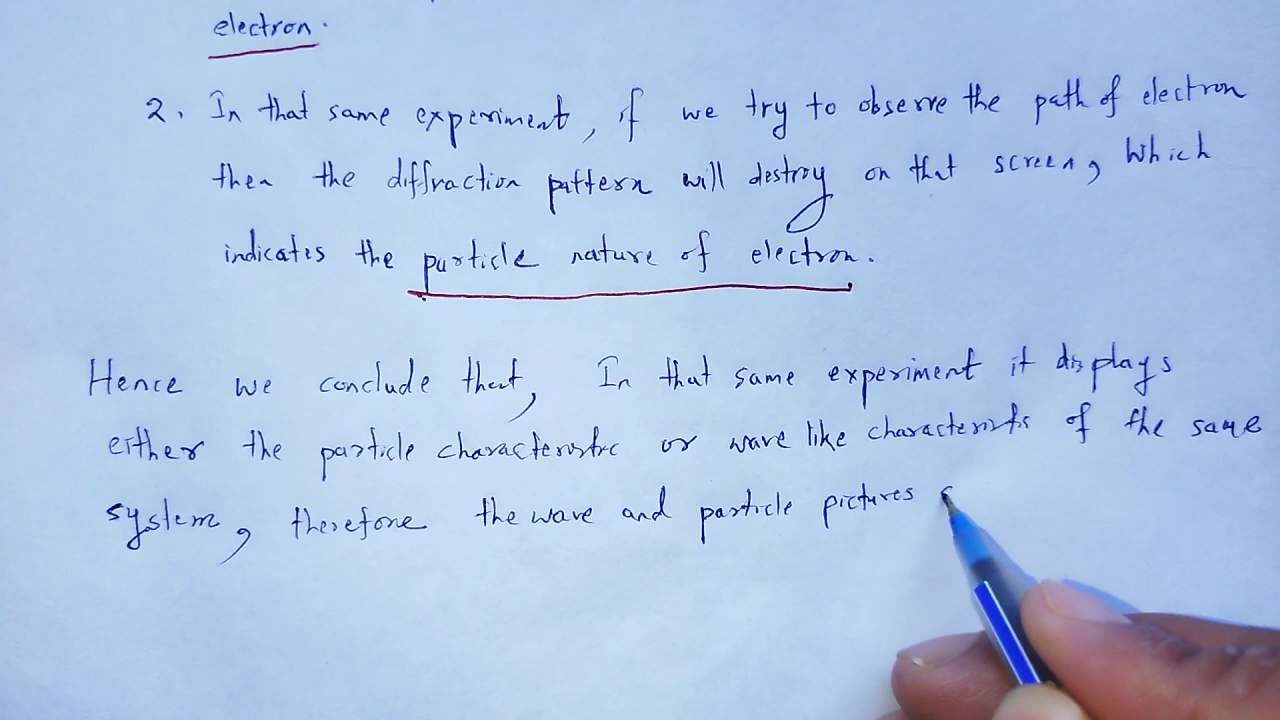 electron.
2. In that same experiment, if we try to observe the path of electron
then the diffraction pattern will destroy on that screen, Which
indicates the particle nature of electron.
Hence we conclude that, In that same experiment it displays
either the particle characteristic or wave like characteristics of the same
system, therefore the wave and particle pictures